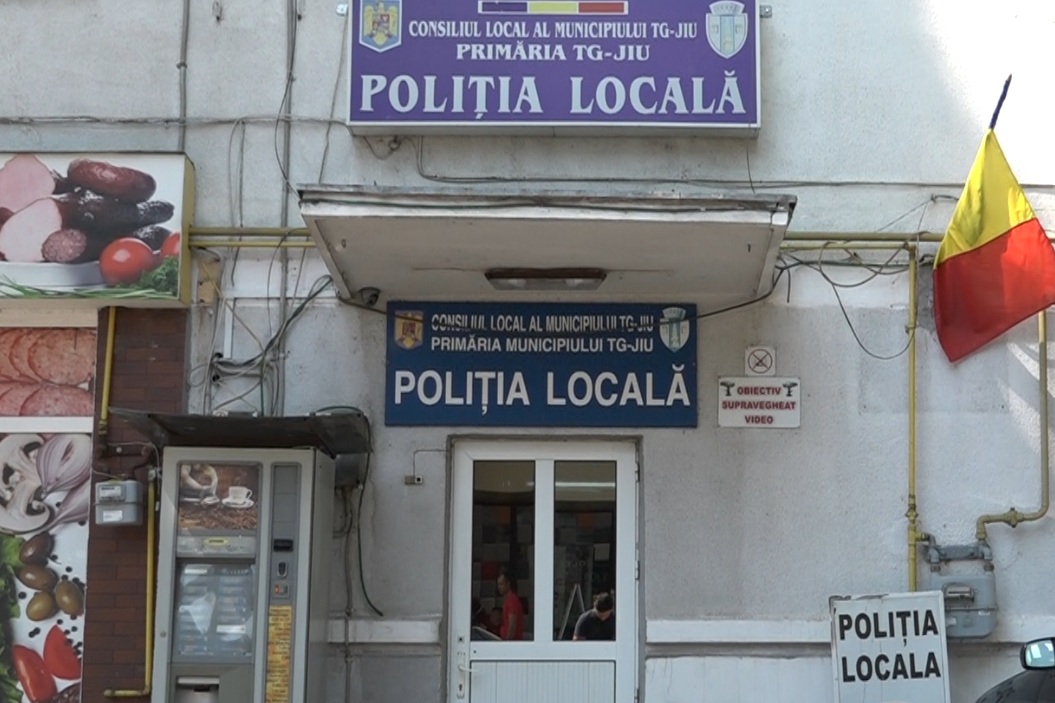 CONSILIUL LOCAL AL MUNICIPIULUI TG-JIU
PRIMĂRIA TG-JIU
POLIȚIA LOCALĂ
CONSILIUL LOCAL AL MUNICIPIULUI TG-JIU
PRIMĂRIA MUNICIPIULUI TG-JIU
POLIȚIA LOCALĂ
OBIECTIV
SUPRAVEGHEAT
VIDEO
POLIȚIA
LOCALA